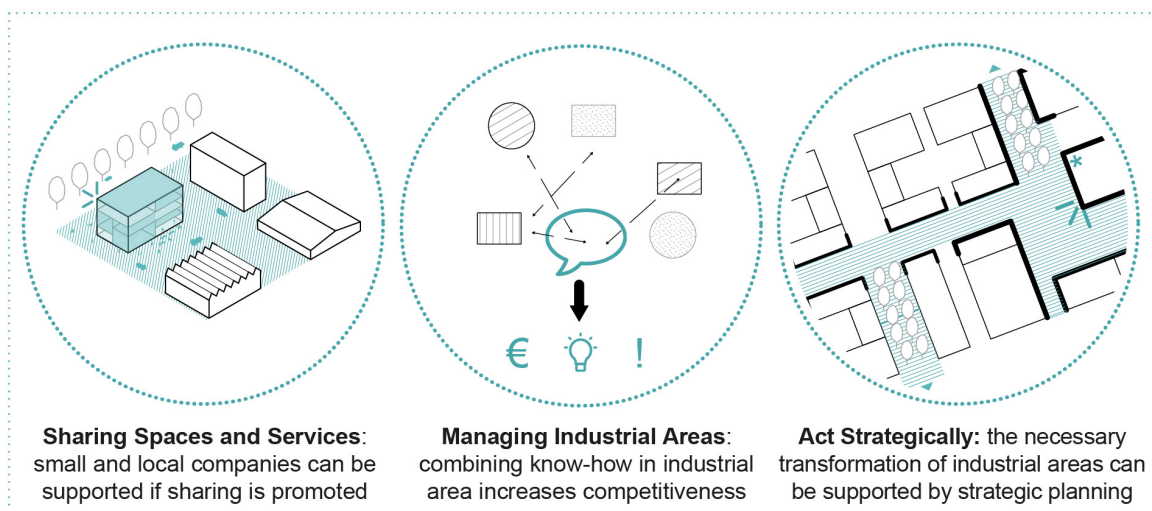 € !
*
Sharing Spaces and Services:
small and local companies can be
supported if sharing is promoted
Managing Industrial Areas:
combining know-how in industrial
area increases competitiveness
Act Strategically: the necessary
transformation of industrial areas can
be supported by strategic planning